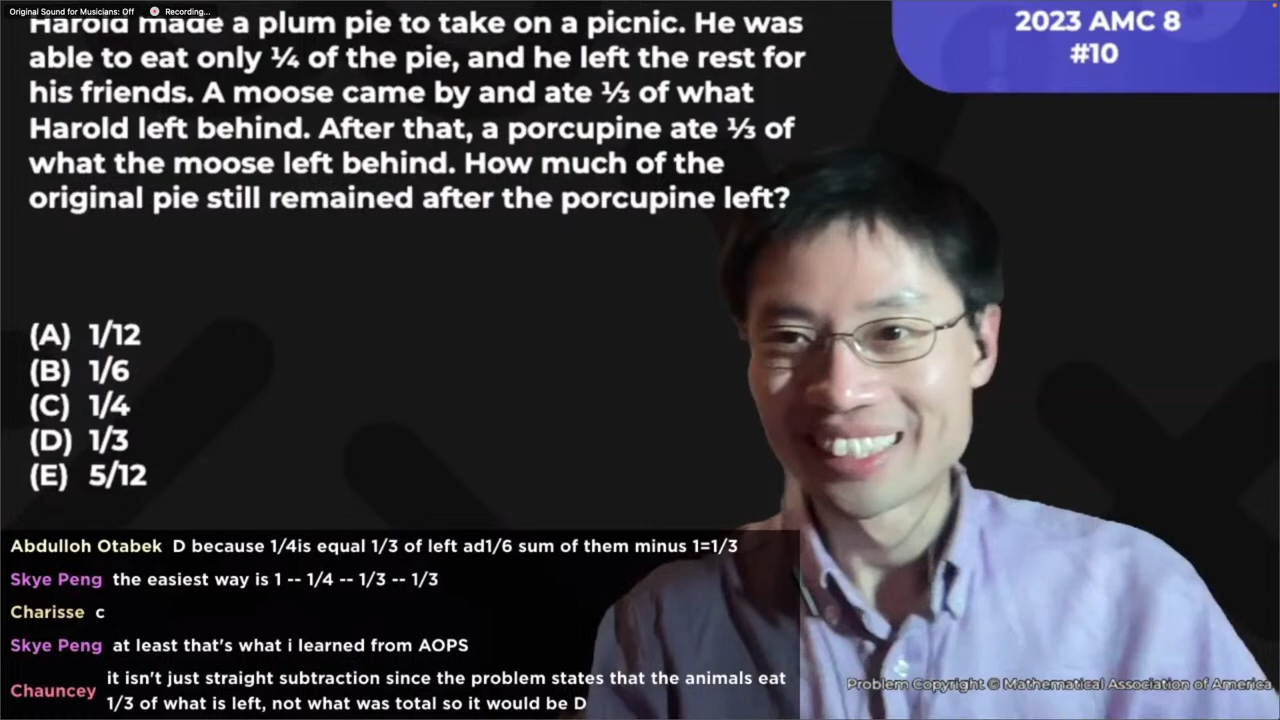 Original Sound for Musicians: Off Recording...
Harold made a plum pie to take on a picnic. He was
able to eat only ¼ of the pie, and he left the rest for
his friends. A moose came by and ate ⅓ of what
Harold left behind. After that, a porcupine ate ⅓ of
what the moose left behind. How much of the
original pie still remained after the porcupine left?
2023 AMC 8
#10
(A) 1/12
(B) 1/6
(C) 1/4
(D) 1/3
(E) 5/12
Abdulloh Otabek D because 1/4is equal 1/3 of left ad1/6 sum of them minus 1=1/3
Skye Peng the easiest way is 1 -- 1/4 -- 1/3 -- 1/3
Charisse c
Skye Peng at least that's what i learned from AOPS
Chauncey it isn't just straight subtraction since the problem states that the animals eat
1/3 of what is left, not what was total so it would be D
Problem Copyright © Mathematical Association of America